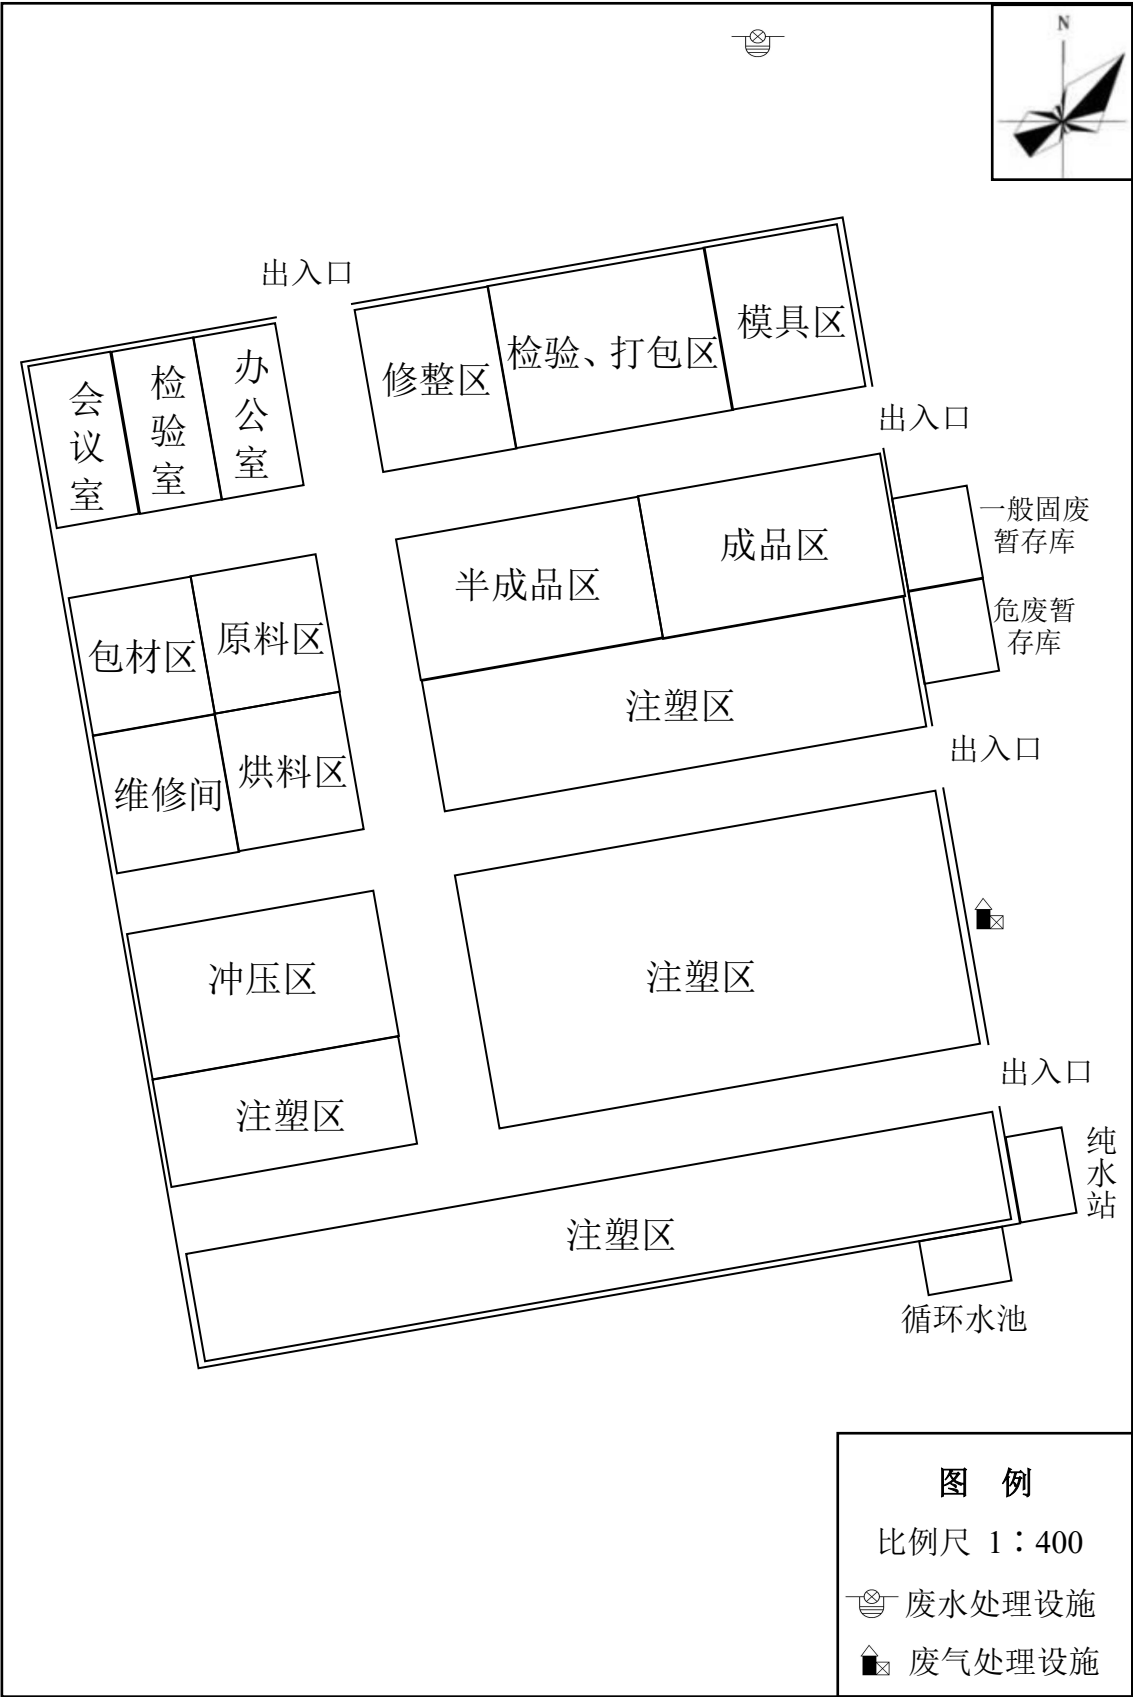 N
出入口
模具区
检验、打包区
修整区
办公室
检验室
会议室
出入口
一般固废
暂存库
成品区
半成品区
危废暂
存库
原料区
包材区
注塑区
出入口
烘料区
维修间
冲压区
注塑区
出入口
注塑区
纯水站
注塑区
循环水池
图 例
比例尺 1：400
废水处理设施
废气处理设施